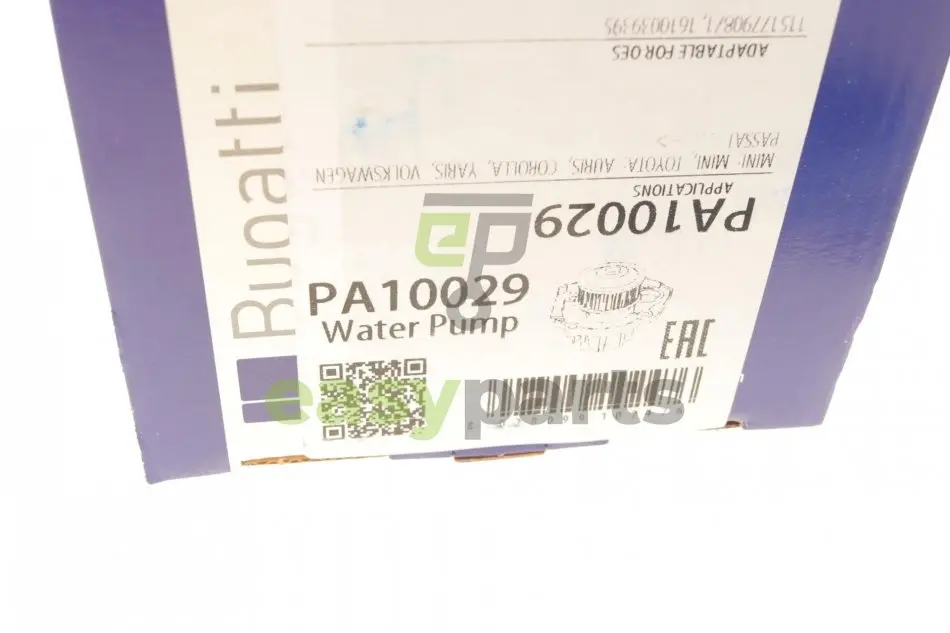 11517790871, 1610039395
ADAPTABLE FOR OES
PASSAT
MINI: MINI, TOYOTA: AURIS, COROLLA, YARIS, VOLKSWAGEN
APPLICATIONS
PA10029
Bugatti
PA10029
Water Pump
EAC
ep
easyparts